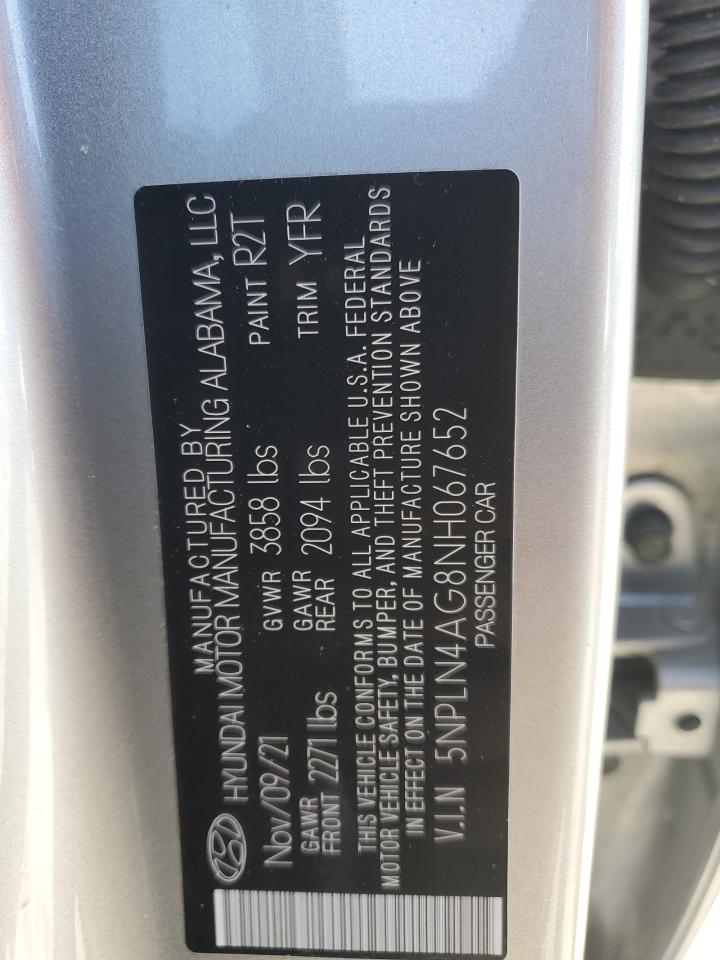 MANUFACTURED BY
HYUNDAI MOTOR MANUFACTURING ALABAMA, LLC
Nov/09/21 GVWR 3858 lbs PAINT R2T
GAWR FRONT 2271 lbs GAWR REAR 2094 lbs TRIM YFR
THIS VEHICLE CONFORMS TO ALL APPLICABLE U.S.A. FEDERAL
MOTOR VEHICLE SAFETY, BUMPER, AND THEFT PREVENTION STANDARDS
IN EFFECT ON THE DATE OF MANUFACTURE SHOWN ABOVE
V.I.N 5NPLN4AG8NH067652
PASSENGER CAR